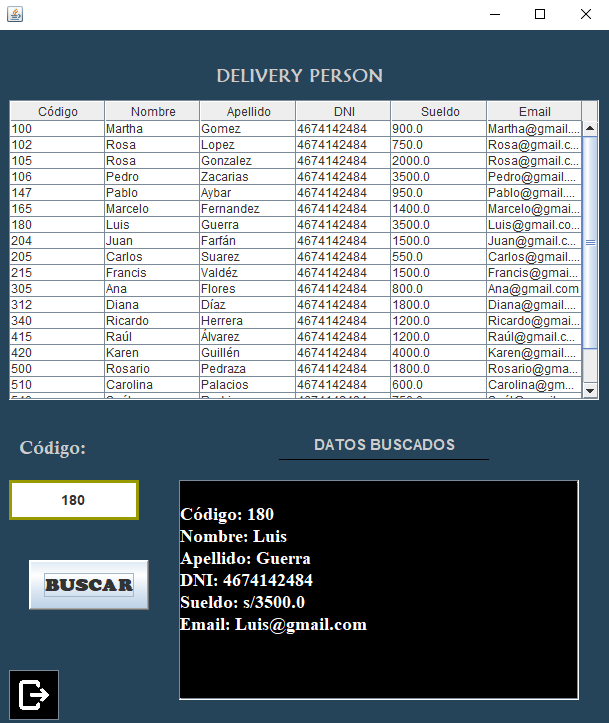 DELIVERY PERSON
Código Nombre Apellido DNI Sueldo Email
100 Martha Gomez 4674142484 900.0 Martha@gmail....
102 Rosa Lopez 4674142484 750.0 Rosa@gmail.c...
105 Rosa Gonzalez 4674142484 2000.0 Rosa@gmail.c...
106 Pedro Zacarias 4674142484 3500.0 Pedro@gmail....
147 Pablo Aybar 4674142484 950.0 Pablo@gmail....
165 Marcelo Fernandez 4674142484 1400.0 Marcelo@gmai...
180 Luis Guerra 4674142484 3500.0 Luis@gmail.co...
204 Juan Farfán 4674142484 1500.0 Juan@gmail.c...
205 Carlos Suarez 4674142484 550.0 Carlos@gmail....
215 Francis Valdéz 4674142484 1500.0 Francis@gmai...
305 Ana Flores 4674142484 800.0 Ana@gmail.com
312 Diana Díaz 4674142484 1800.0 Diana@gmail....
340 Ricardo Herrera 4674142484 1200.0 Ricardo@gmai...
415 Raúl Álvarez 4674142484 1200.0 Raúl@gmail.c...
420 Karen Guillén 4674142484 4000.0 Karen@gmail....
500 Rosario Pedraza 4674142484 1800.0 Rosario@gma...
510 Carolina Palacios 4674142484 600.0 Carolina@gm...
Código:
180
BUSCAR
DATOS BUSCADOS
Código: 180
Nombre: Luis
Apellido: Guerra
DNI: 4674142484
Sueldo: s/3500.0
Email: Luis@gmail.com